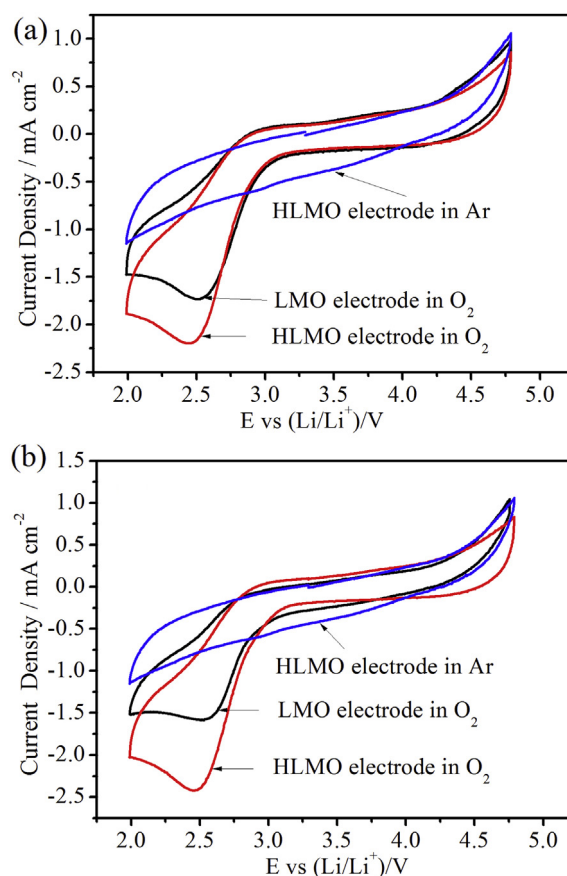 (a)
1.0
0.5
0.0
-0.5
-1.0
-1.5
-2.0
-2.5
Current Density / mA cm⁻²
HLMO electrode in Ar
LMO electrode in O₂
HLMO electrode in O₂
2.0 2.5 3.0 3.5 4.0 4.5 5.0
E vs (Li/Li⁺)/V
(b)
1.5
1.0
0.5
0.0
-0.5
-1.0
-1.5
-2.0
-2.5
Current Density / mA cm⁻²
HLMO electrode in Ar
LMO electrode in O₂
HLMO electrode in O₂
2.0 2.5 3.0 3.5 4.0 4.5 5.0
E vs (Li/Li⁺)/V